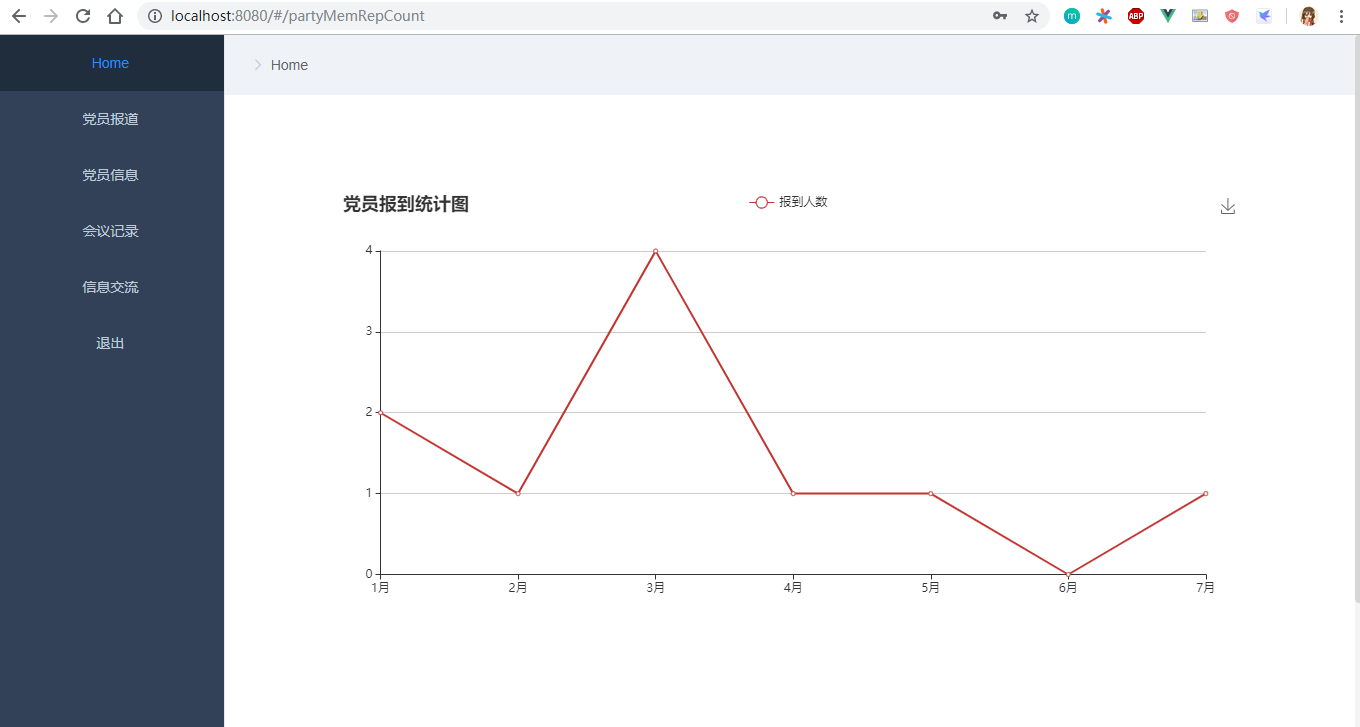 localhost:8080/#/partyMemRepCount
m
ABP
Home
党员报道
党员信息
会议记录
信息交流
退出
Home
党员报到统计图
报到人数
4
3
2
1
0
1月
2月
3月
4月
5月
6月
7月